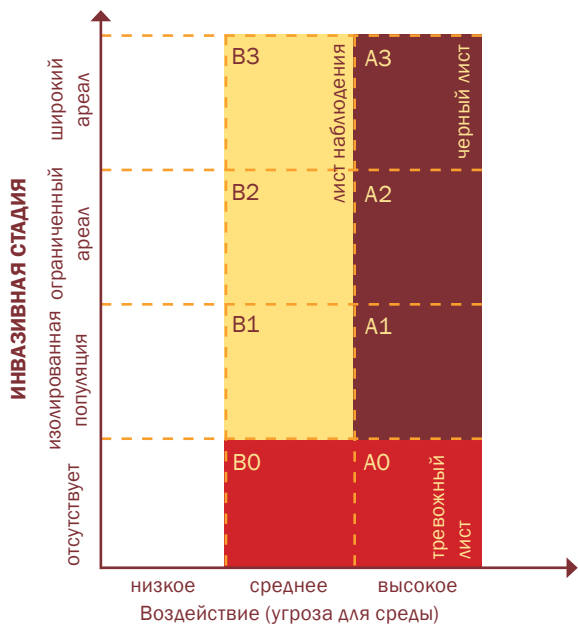 ИНВАЗИВНАЯ СТАДИЯ
широкий
ареал
ограниченный
ареал
изолированная
популяция
отсутствует
B3
A3
лист наблюдения
черный лист
B2
A2
B1
A1
B0
A0
тревожный
лист
низкое
среднее
высокое
Воздействие (угроза для среды)